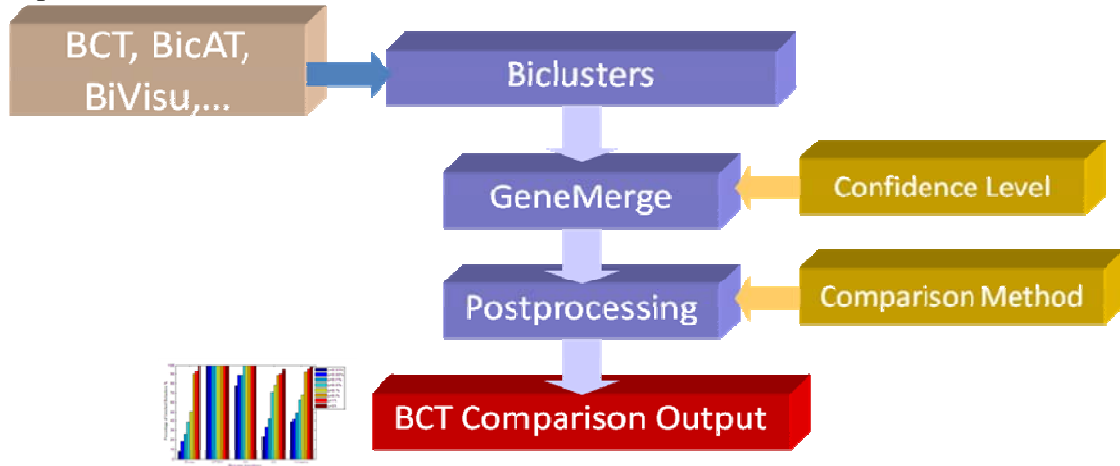 BCT, BicAT,
BiVisu,...
Biclusters
GeneMerge
Confidence Level
Postprocessing
Comparison Method
BCT Comparison Output